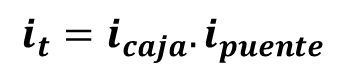 i_t = i_caja . i_puente